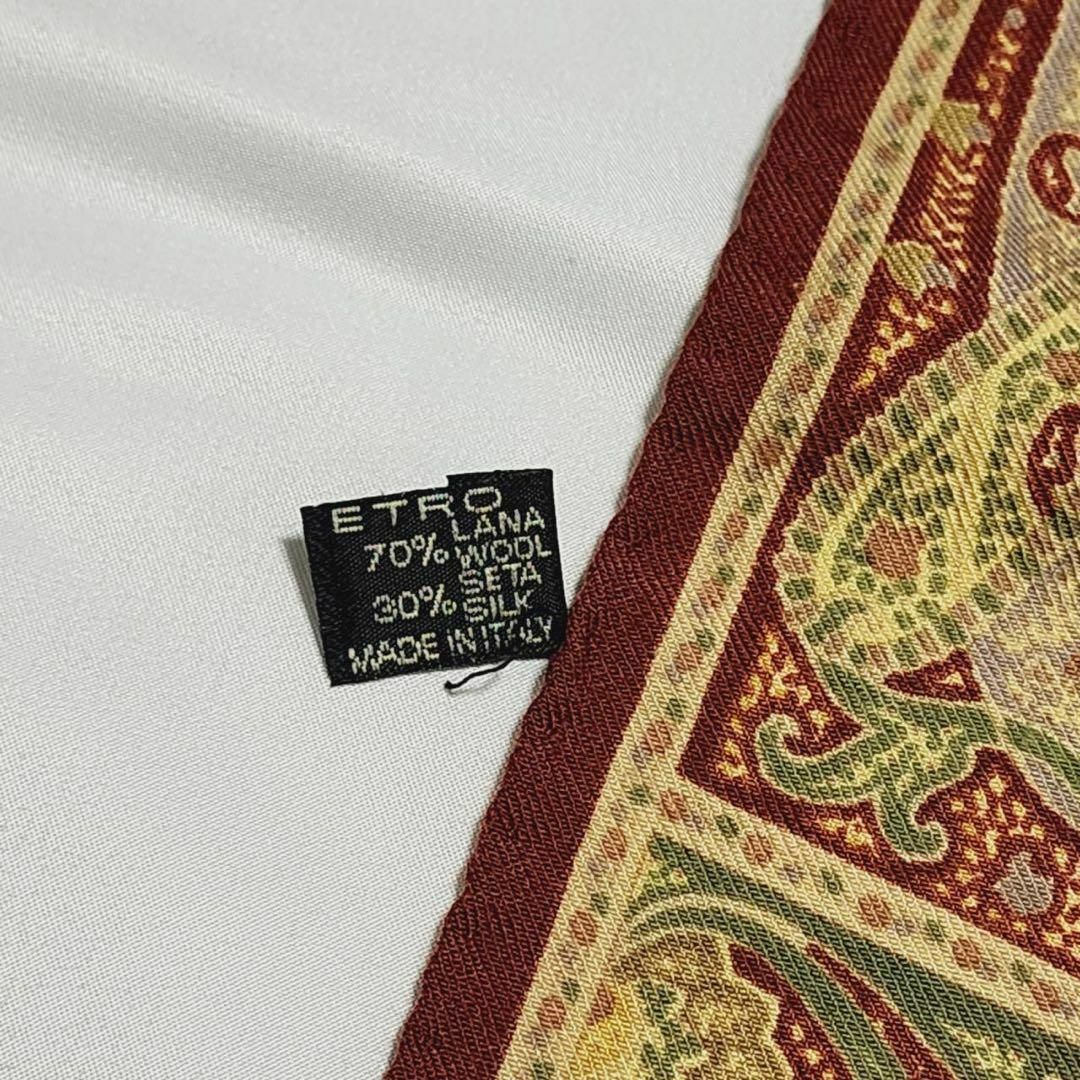 ETRO
70% LANA
WOOL
30% SETA
SILK
MADE IN ITALY